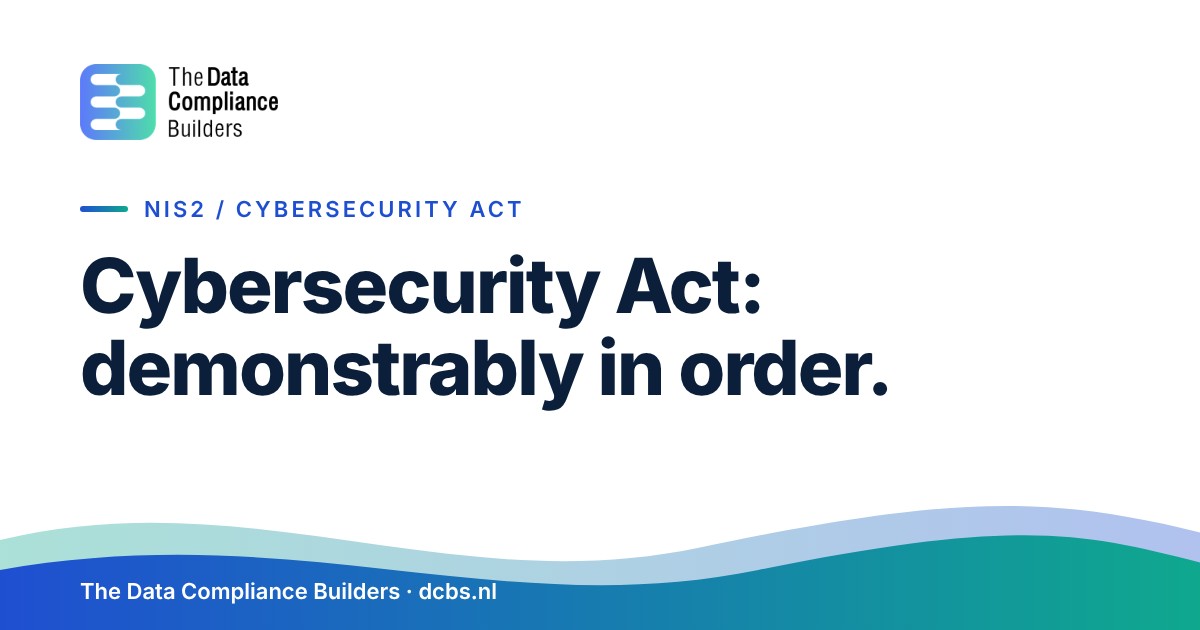 The Data
Compliance
Builders
NIS2 / CYBERSECURITY ACT
Cybersecurity Act:
demonstrably in order.
The Data Compliance Builders · dcbs.nl